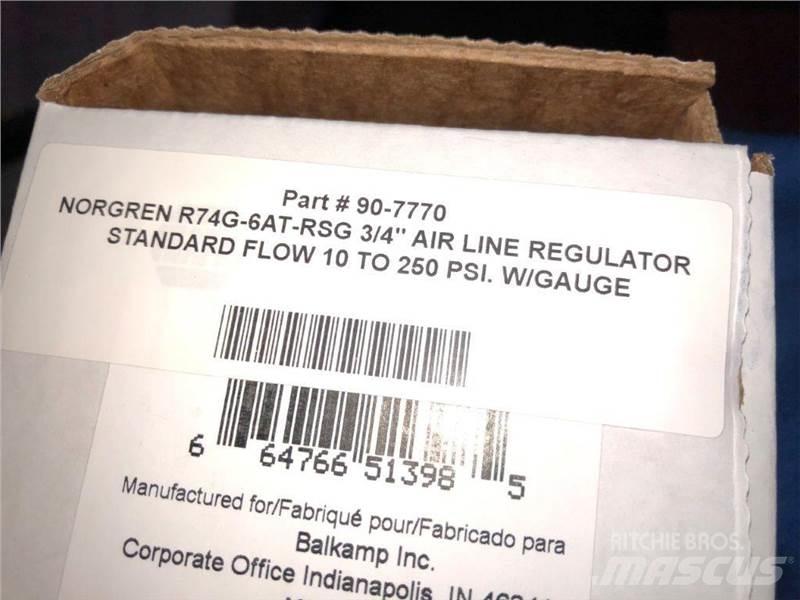 Part # 90-7770
NORGREN R74G-6AT-RSG 3/4" AIR LINE REGULATOR
STANDARD FLOW 10 TO 250 PSI. W/GAUGE
6 64766 51398 5
Manufactured for/Fabriqué pour/Fabricado para
Balkamp Inc.
Corporate Office Indianapolis, IN
RITCHIE BROS.
MASCUS